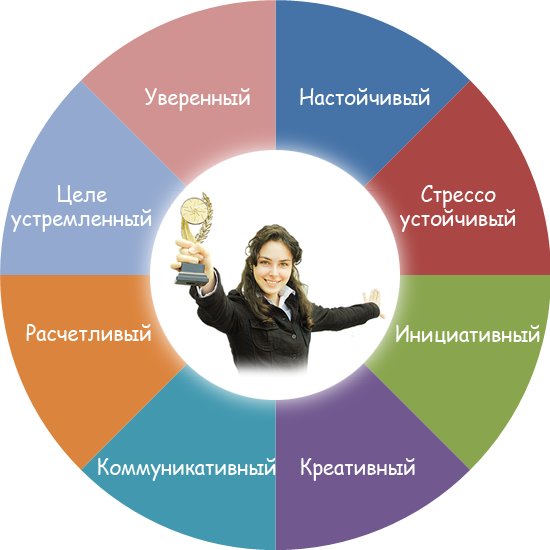 Уверенный
Настойчивый
Целе
устремленный
Стрессо
устойчивый
Расчетливый
Инициативный
Коммуникативный
Креативный